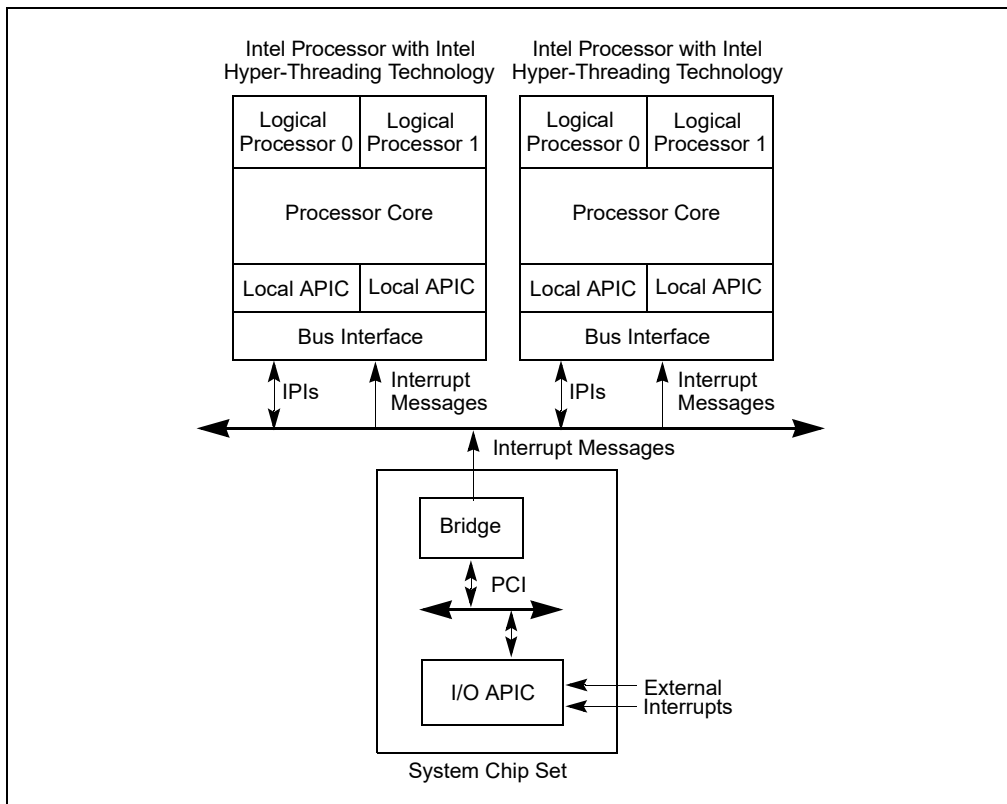 Intel Processor with Intel
Hyper-Threading Technology
Intel Processor with Intel
Hyper-Threading Technology
Logical
Processor 0
Logical
Processor 1
Logical
Processor 0
Logical
Processor 1
Processor Core
Processor Core
Local APIC
Local APIC
Local APIC
Local APIC
Bus Interface
Bus Interface
IPIs
Interrupt
Messages
IPIs
Interrupt
Messages
Interrupt Messages
Bridge
PCI
I/O APIC
External
Interrupts
System Chip Set